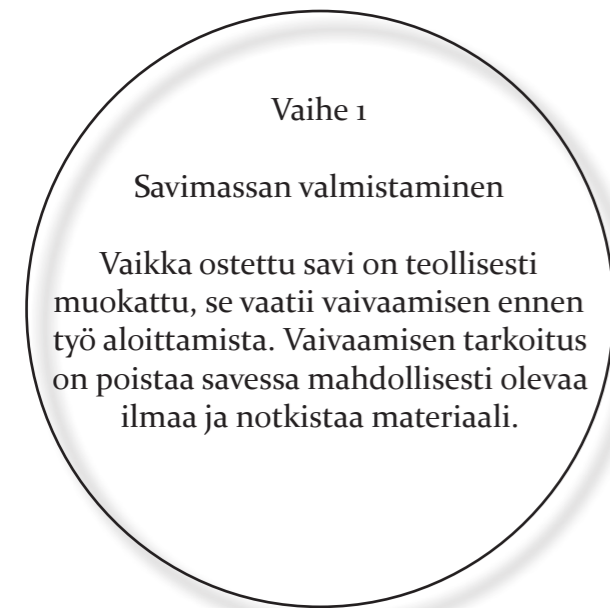 Vaihe 1
Savimassan valmistaminen
Vaikka ostettu savi on teollisesti
muokattu, se vaatii vaivaamisen ennen
työ aloittamista. Vaivaamisen tarkoitus
on poistaa savessa mahdollisesti olevaa
ilmaa ja notkistaa materiaali.